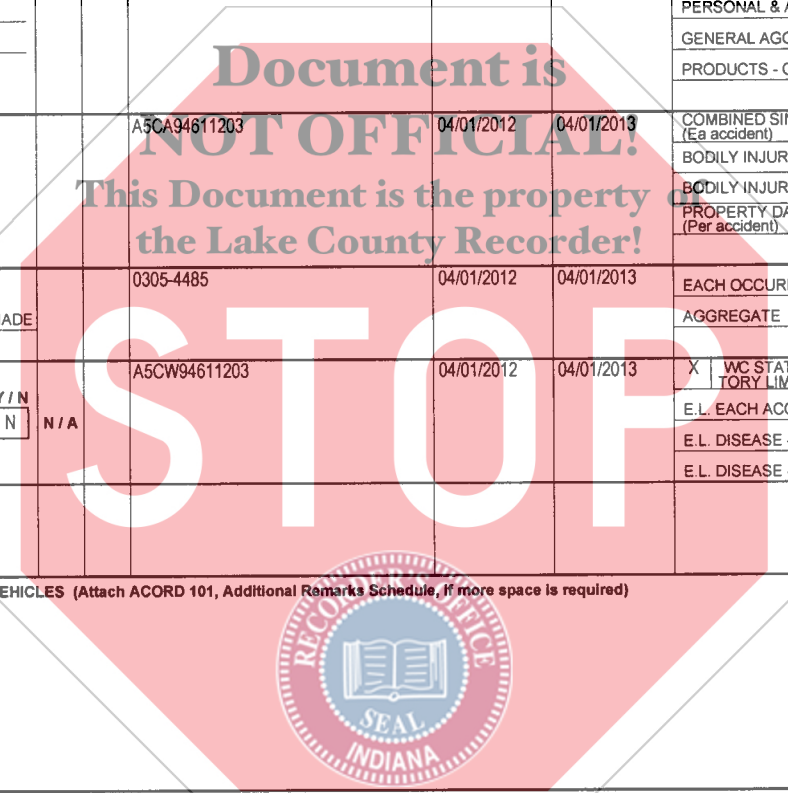 PERSONAL & A
GENERAL AGG
PRODUCTS - C
Document is
A5CA94611203 04/01/2012 04/01/2013 COMBINED SIN
(Ea accident)
NOT OFFICIAL!
BODILY INJUR
This Document is the property of
BODILY INJUR
PROPERTY DA
(Per accident)
the Lake County Recorder!
0305-4485 04/01/2012 04/01/2013 EACH OCCUR
ADE AGGREGATE
STOP
A5CW94611203 04/01/2012 04/01/2013 X WC STAT
TORY LIM
Y / N
N N / A E.L. EACH ACC
E.L. DISEASE -
E.L. DISEASE -
EHICLES (Attach ACORD 101, Additional Remarks Schedule, if more space is required)
RECORDER'S OFFICE
SEAL
INDIANA